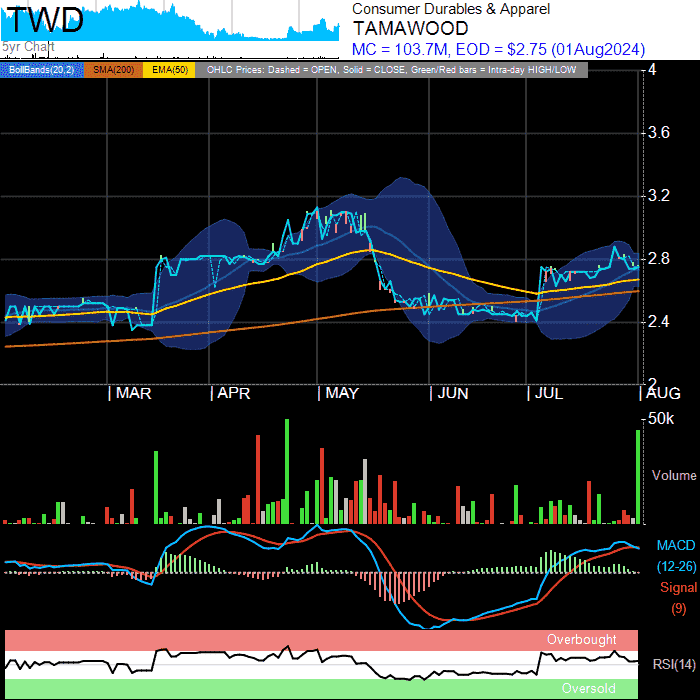 TWD
5yr Chart
Consumer Durables & Apparel
TAMAWOOD
MC = 103.7M, EOD = $2.75 (01Aug2024)
BollBands(20,2) SMA(200) EMA(50) OHLC Prices: Dashed = OPEN, Solid = CLOSE, Green/Red bars = Intra-day HIGH/LOW
4
3.6
3.2
2.8
2.4
2
MAR APR MAY JUN JUL AUG
50k
Volume
MACD
(12-26)
Signal
(9)
Overbought
RSI(14)
Oversold